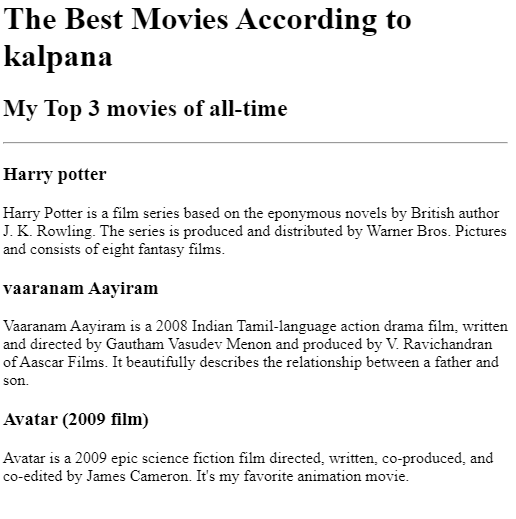 The Best Movies According to
kalpana
My Top 3 movies of all-time
Harry potter
Harry Potter is a film series based on the eponymous novels by British author
J. K. Rowling. The series is produced and distributed by Warner Bros. Pictures
and consists of eight fantasy films.
vaaranam Aayiram
Vaaranam Aayiram is a 2008 Indian Tamil-language action drama film, written
and directed by Gautham Vasudev Menon and produced by V. Ravichandran
of Aascar Films. It beautifully describes the relationship between a father and
son.
Avatar (2009 film)
Avatar is a 2009 epic science fiction film directed, written, co-produced, and
co-edited by James Cameron. It's my favorite animation movie.